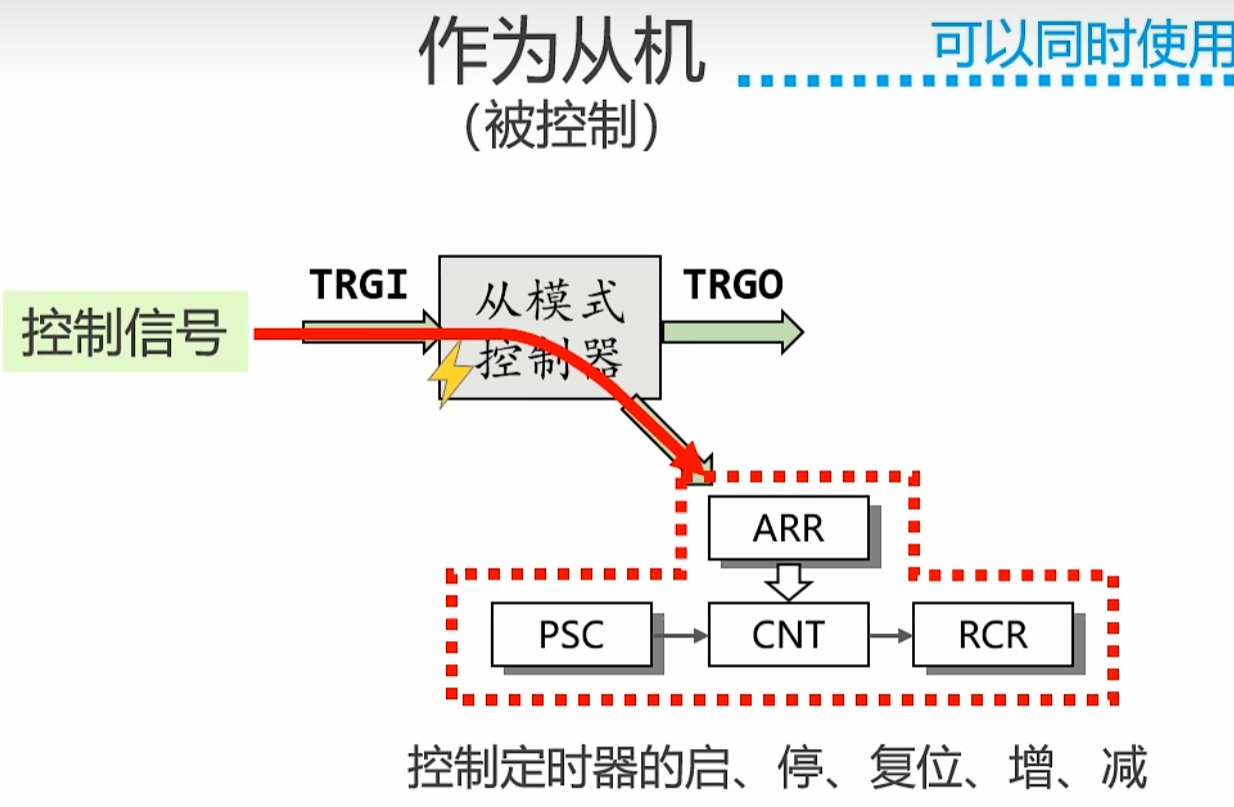 作为从机
可以同时使用
（被控制）
TRGI
从模式
控制器
TRGO
控制信号
ARR
PSC
CNT
RCR
控制定时器的启、停、复位、增、减